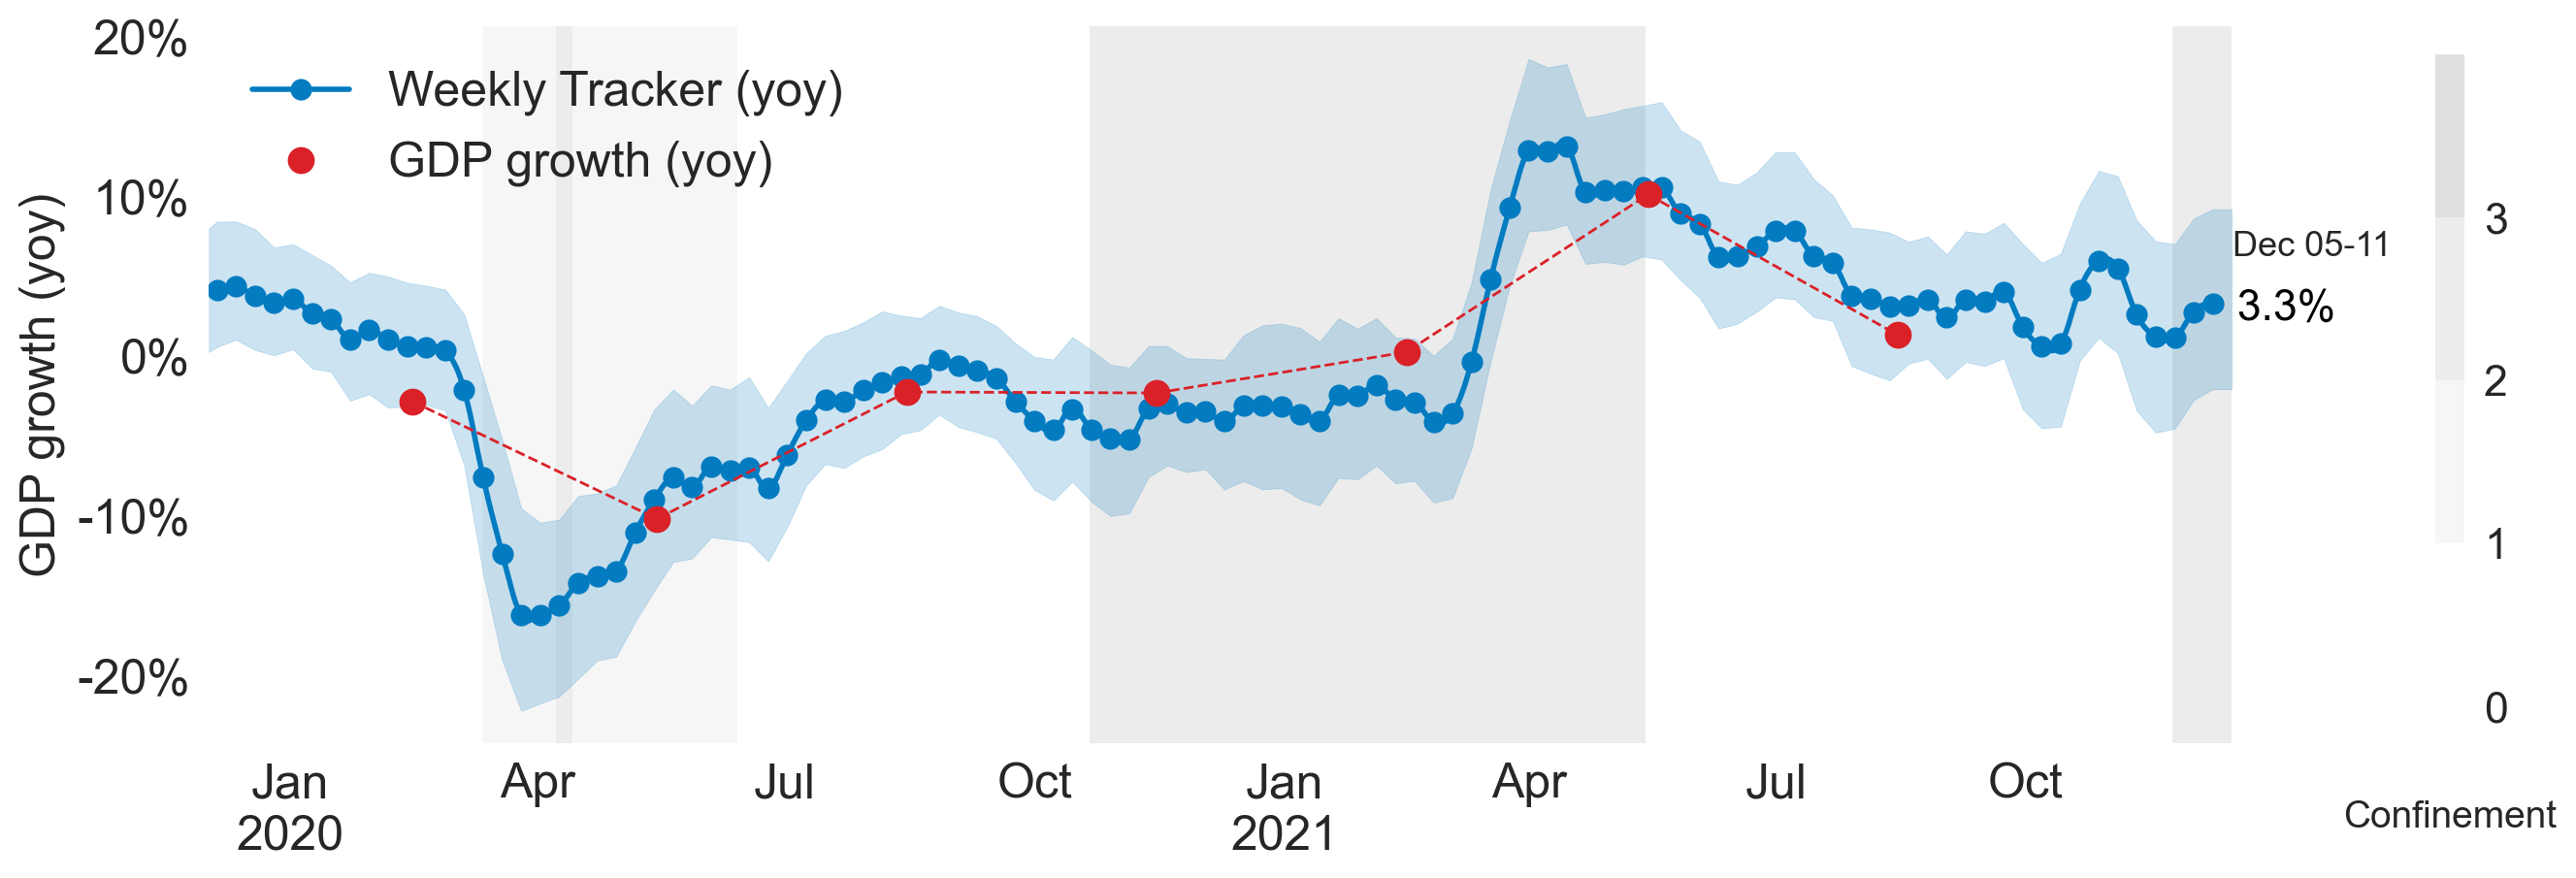 20%
10%
0%
-10%
-20%
GDP growth (yoy)
Weekly Tracker (yoy)
GDP growth (yoy)
Dec 05-11
3.3%
3
2
1
0
Confinement
Jan Apr Jul Oct Jan Apr Jul Oct
2020 2021